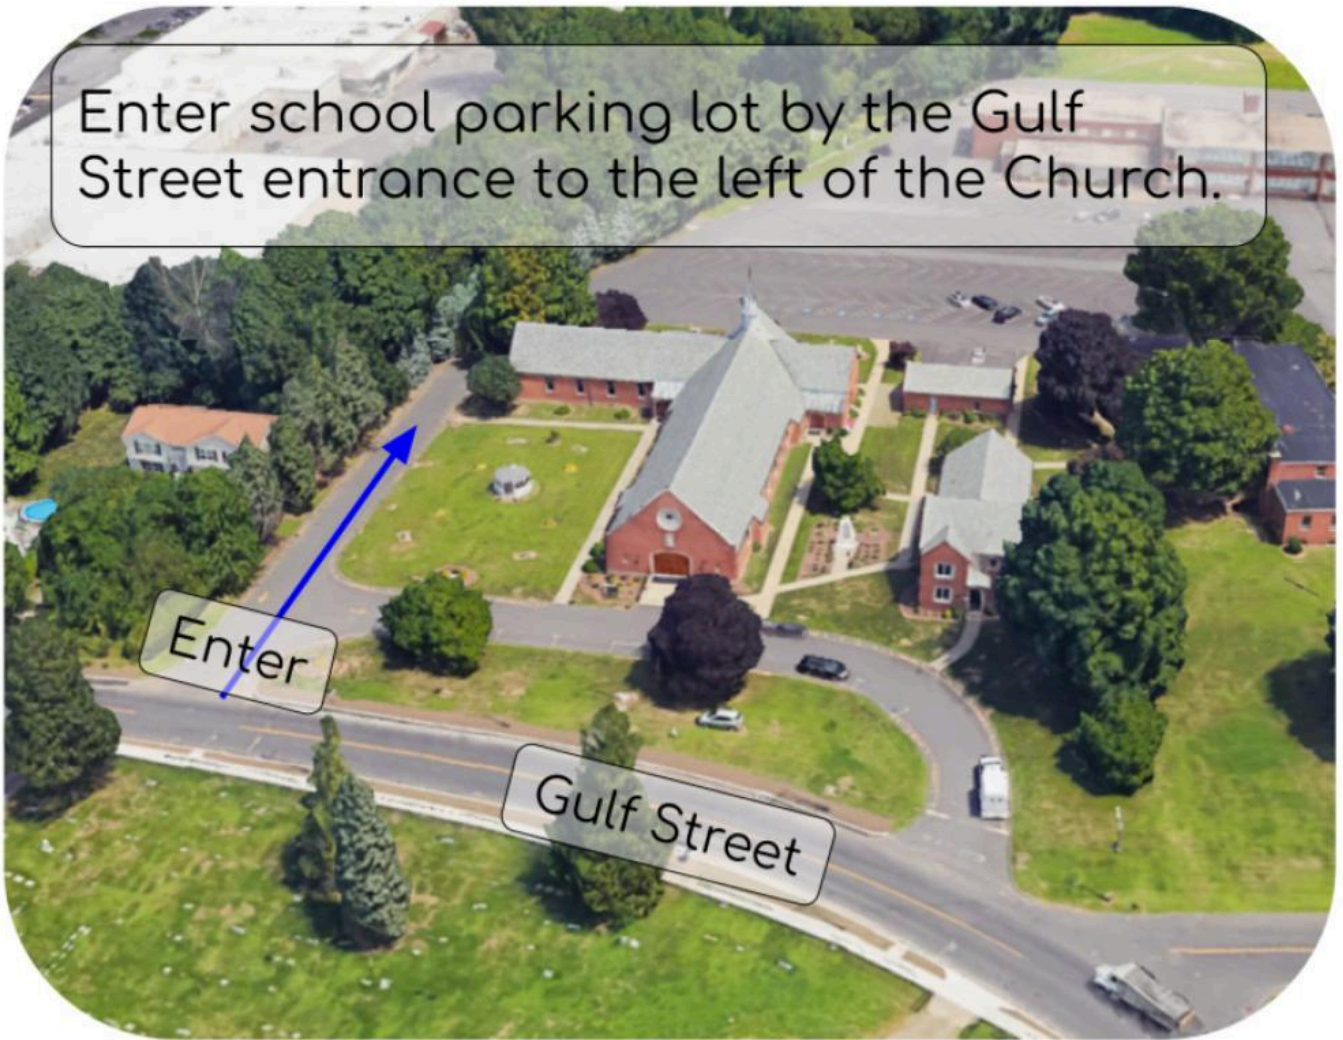 Enter school parking lot by the Gulf
Street entrance to the left of the Church.
Enter
Gulf Street